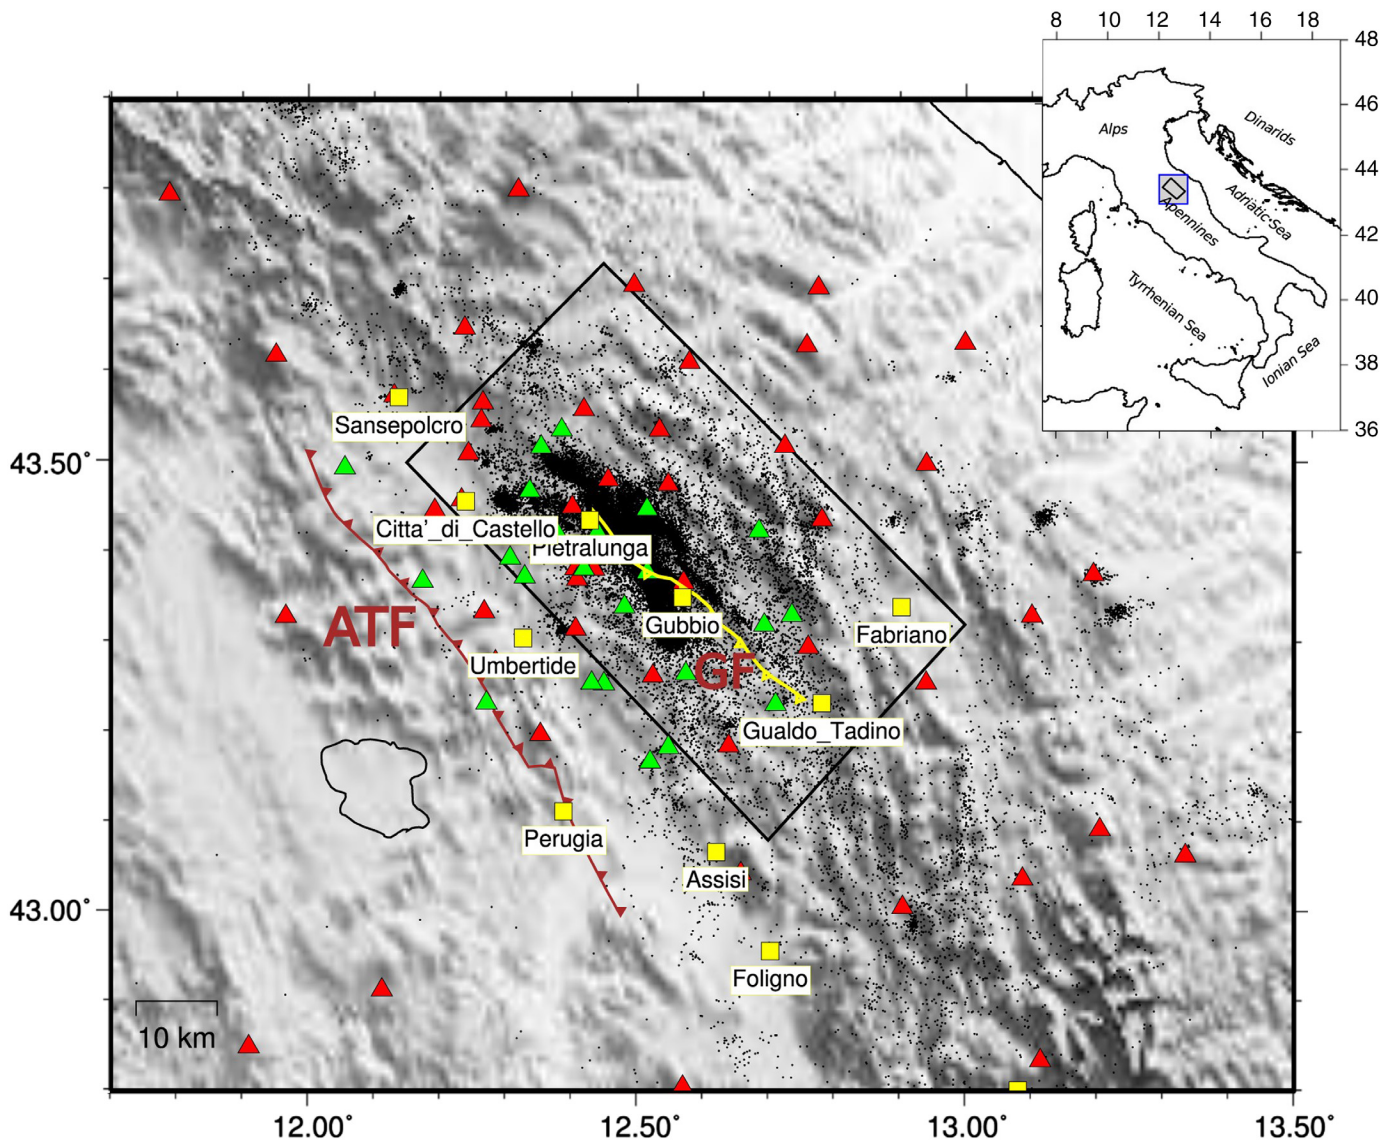 8 10 12 14 16 18
48
46
44
42
40
38
36
Alps
Dinarids
Adriatic-Sea
Apennines
Tyrrhenian Sea
Ionian Sea
43.50°
43.00°
Sansepolcro
Citta'_di_Castello
Pietralunga
ATF
Gubbio
Fabriano
Umbertide
GF
Gualdo_Tadino
Perugia
Assisi
Foligno
10 km
12.00° 12.50° 13.00° 13.50°